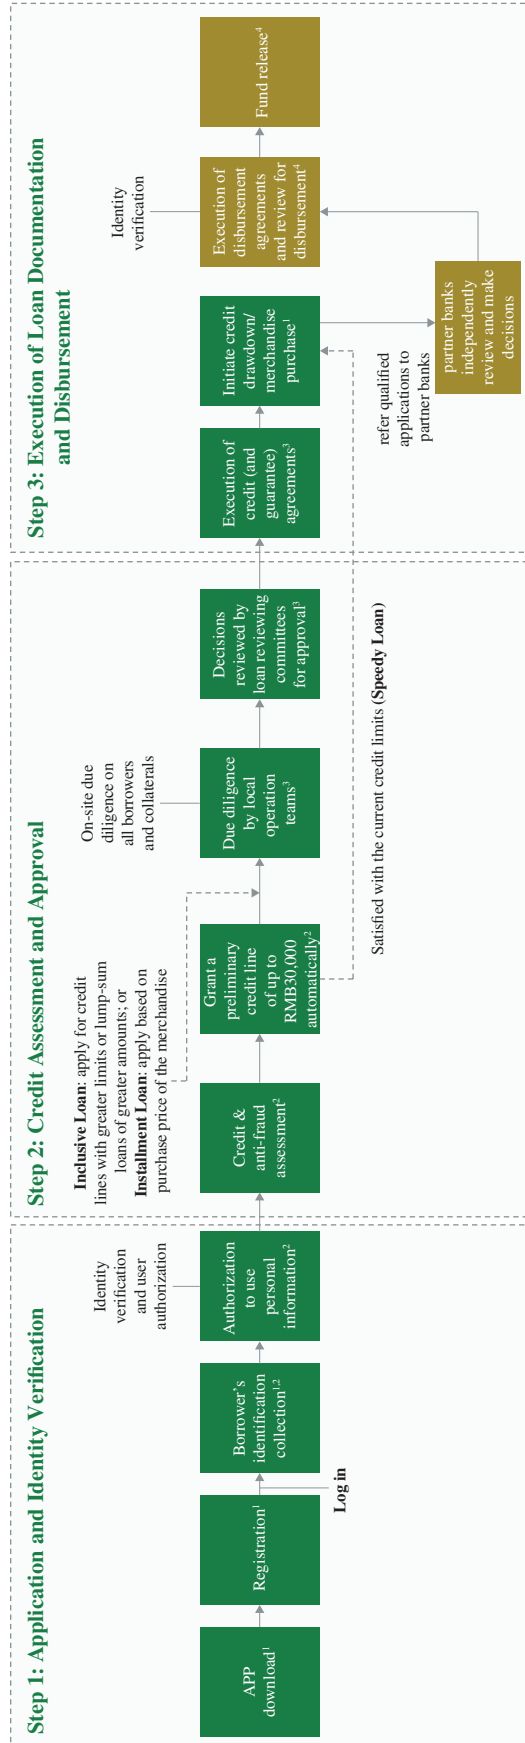 Step 1: Application and Identity Verification
APP
download¹
Registration¹
Log in
Borrower's
identification
collection¹,²
Identity
verification
and user
authorization
Authorization
to use
personal
information²
Step 2: Credit Assessment and Approval
Credit &
anti-fraud
assessment²
Inclusive Loan: apply for credit
lines with greater limits or lump-sum
loans of greater amounts; or
Installment Loan: apply based on
purchase price of the merchandise
Grant a
preliminary
credit line
of up to
RMB30,000
automatically²
On-site due
diligence on
all borrowers
and collaterals
Due diligence
by local
operation
teams³
Decisions
reviewed by
loan reviewing
committees
for approval³
Satisfied with the current credit limits (Speedy Loan)
Step 3: Execution of Loan Documentation
and Disbursement
Execution of
credit (and
guarantee)
agreements³
Initiate credit
drawdown/
merchandise
purchase¹
refer qualified
applications to
partner banks
partner banks
independently
review and make
decisions
Identity
verification
Execution of
disbursement
agreements
and review for
disbursement⁴
Fund release⁴